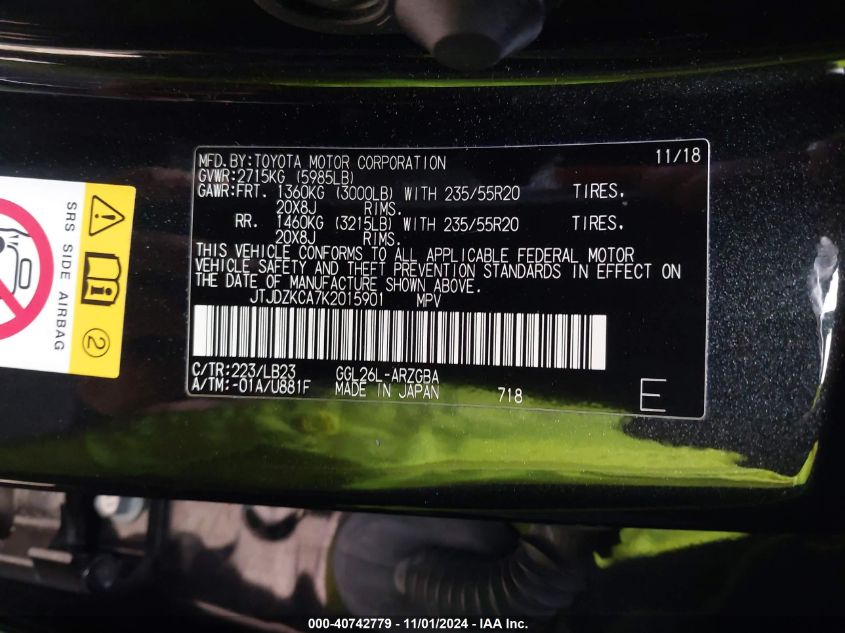 MFD.BY:TOYOTA MOTOR CORPORATION 11/18
GVWR:2715KG (5985LB)
GAWR:FRT. 1360KG (3000LB) WITH 235/55R20 TIRES,
20X8J RIMS.
RR. 1460KG (3215LB) WITH 235/55R20 TIRES,
20X8J RIMS.
THIS VEHICLE CONFORMS TO ALL APPLICABLE FEDERAL MOTOR
VEHICLE SAFETY AND THEFT PREVENTION STANDARDS IN EFFECT ON
THE DATE OF MANUFACTURE SHOWN ABOVE.
JTJDZKCA7K2015901 MPV
C/TR:223/LB23 GGL26L-ARZGBA
A/TM:-01A/U881F MADE IN JAPAN 718 E
SRS SIDE AIRBAG
2
000-40742779 - 11/01/2024 - IAA Inc.